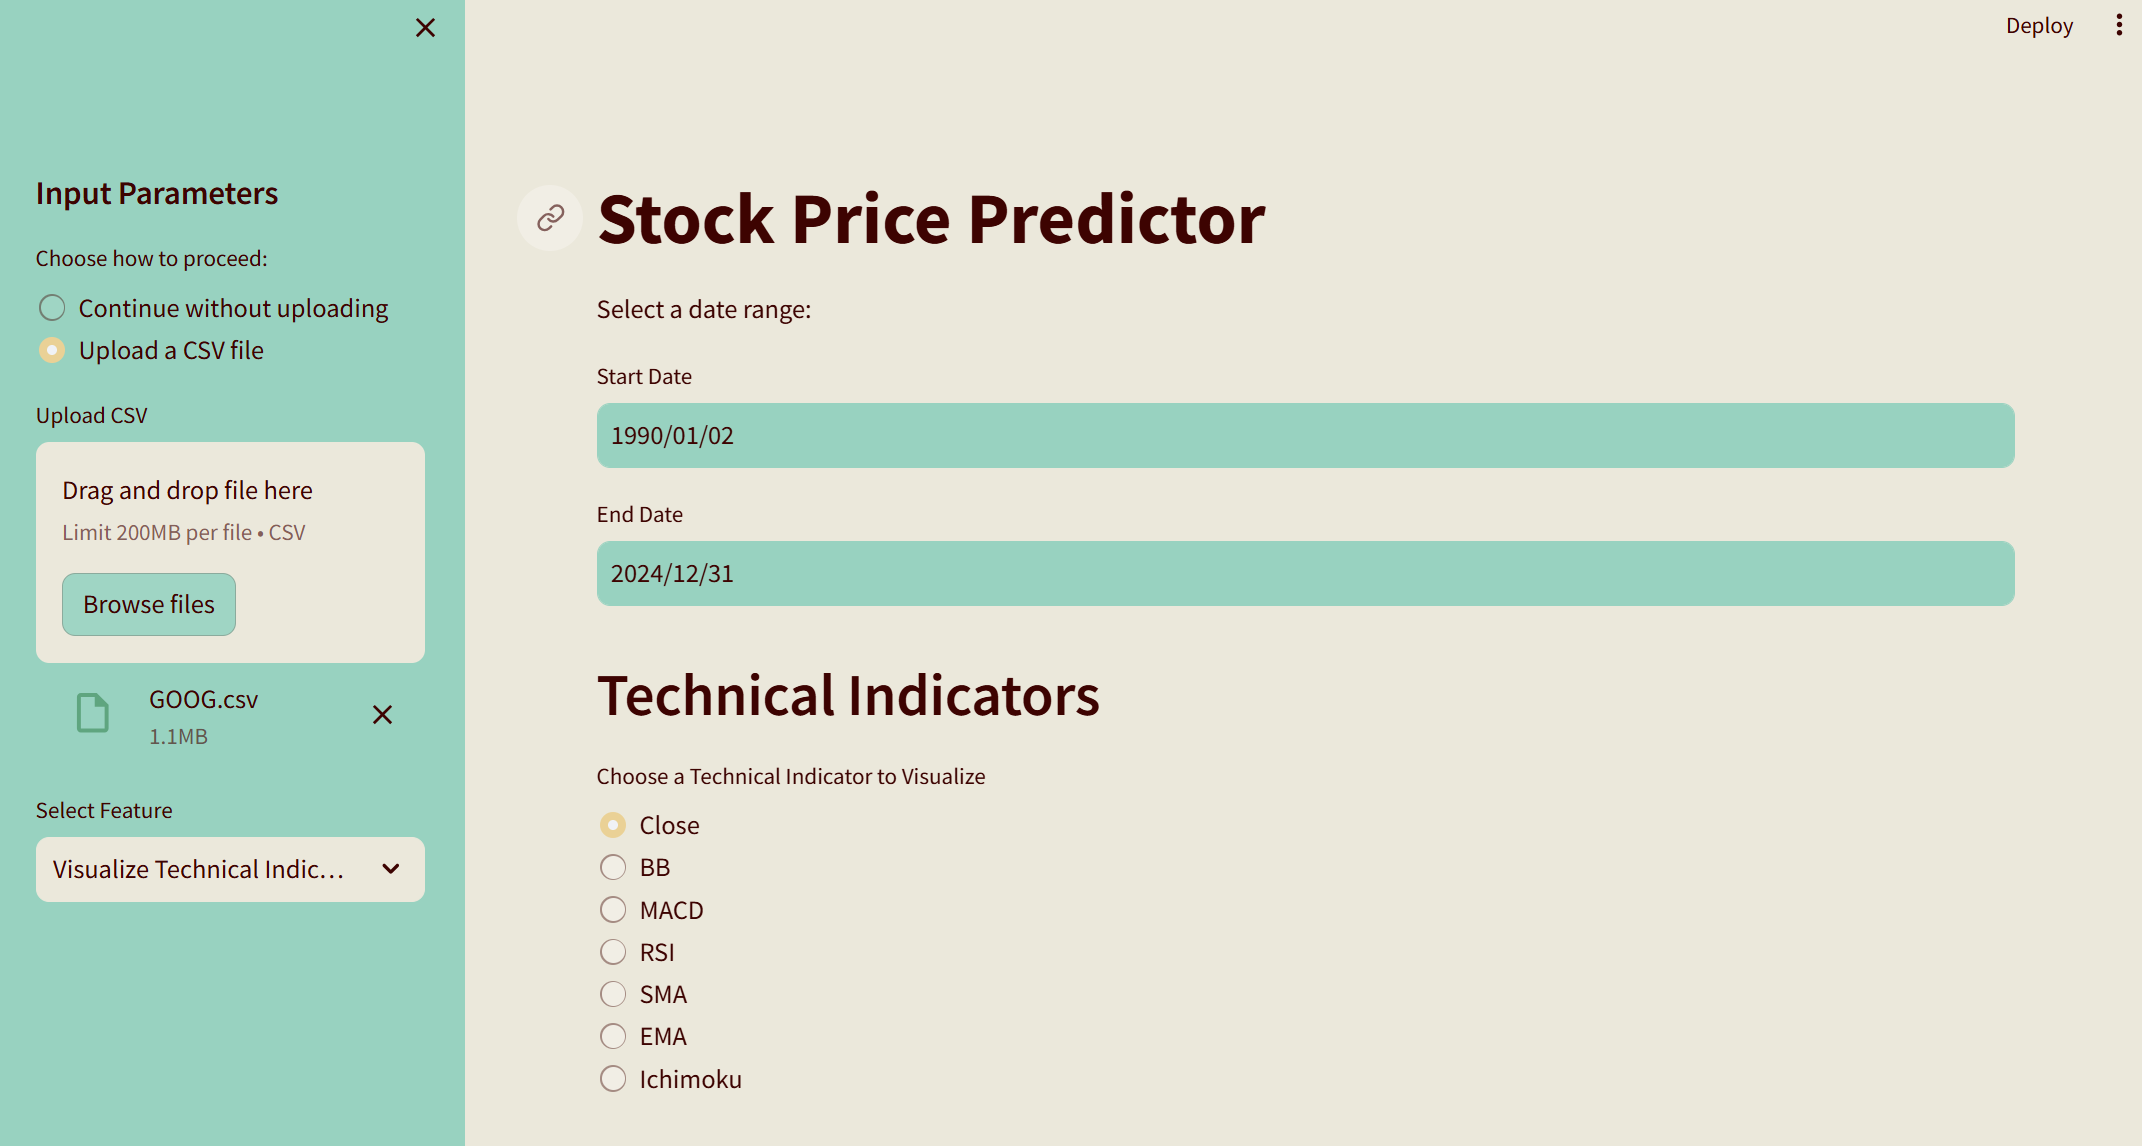 Deploy
Input Parameters
Choose how to proceed:
Continue without uploading
Upload a CSV file
Upload CSV
Drag and drop file here
Limit 200MB per file • CSV
Browse files
GOOG.csv
1.1MB
Select Feature
Visualize Technical Indic...
Stock Price Predictor
Select a date range:
Start Date
1990/01/02
End Date
2024/12/31
Technical Indicators
Choose a Technical Indicator to Visualize
Close
BB
MACD
RSI
SMA
EMA
Ichimoku